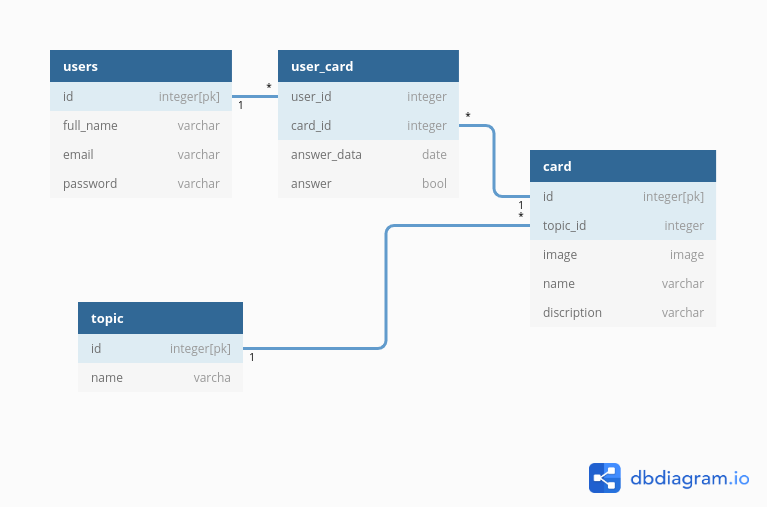 users
id integer[pk]
full_name varchar
email varchar
password varchar
1
*
user_card
user_id integer
card_id integer
answer_data date
answer bool
*
card
id integer[pk]
topic_id integer
image image
name varchar
discription varchar
1
*
topic
id integer[pk]
name varcha
1
dbdiagram.io